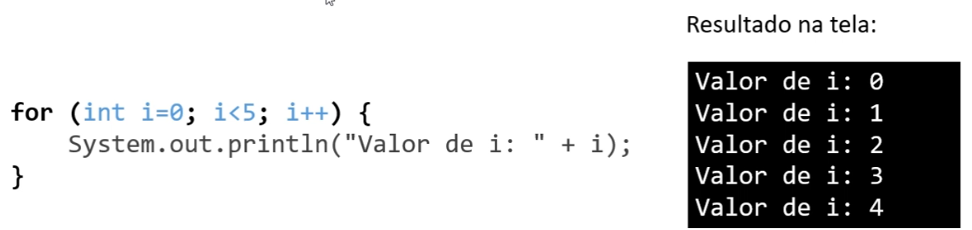 for (int i=0; i<5; i++) {
    System.out.println("Valor de i: " + i);
}
Resultado na tela:
Valor de i: 0
Valor de i: 1
Valor de i: 2
Valor de i: 3
Valor de i: 4